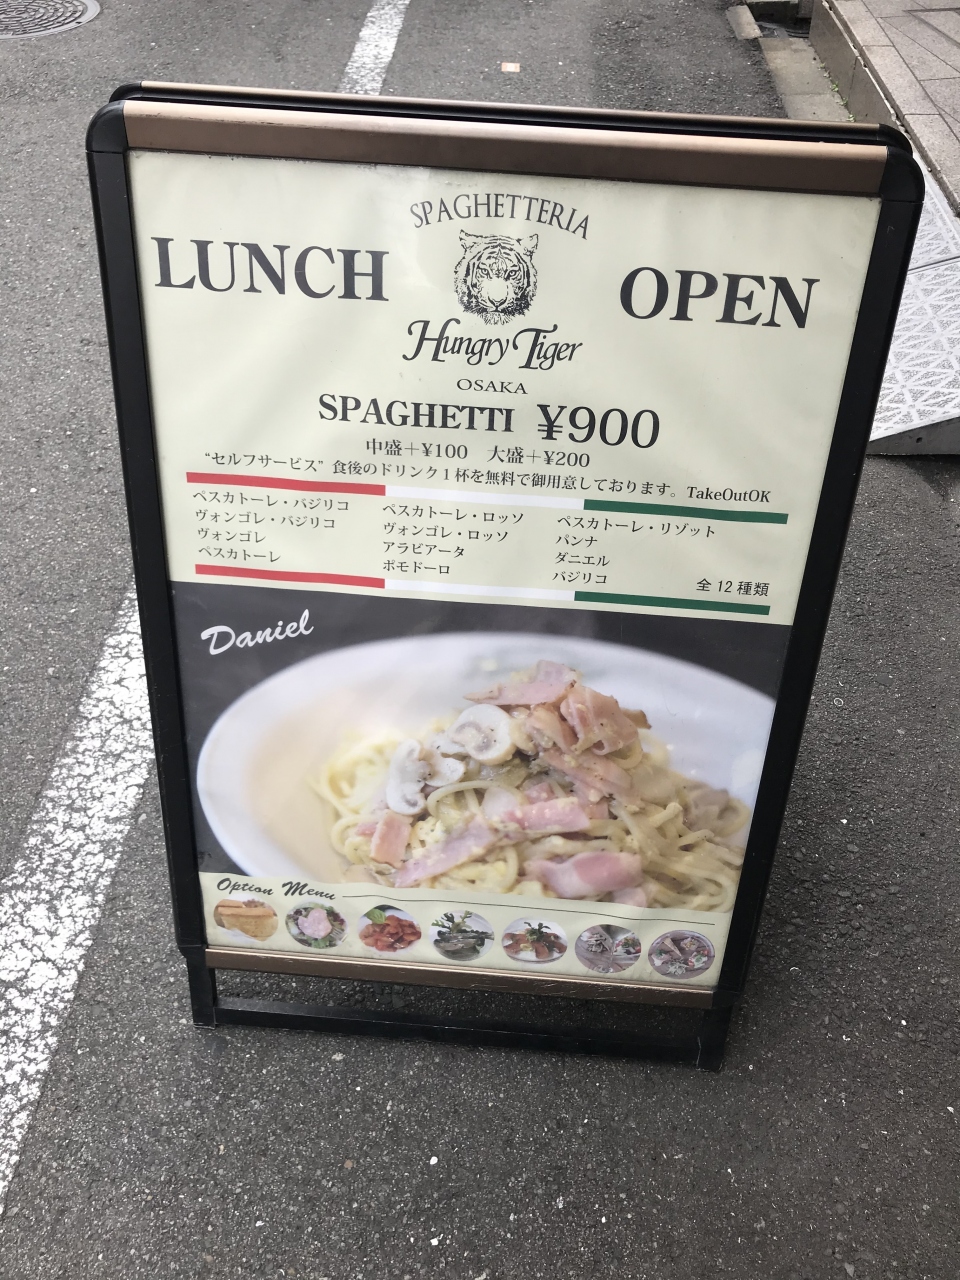 SPAGHETTERIA
LUNCH OPEN
Hungry Tiger
OSAKA
SPAGHETTI ¥900
中盛+¥100 大盛+¥200
“セルフサービス” 食後のドリンク1杯を無料で御用意しております。TakeOutOK
ペスカトーレ・バジリコ ペスカトーレ・ロッソ ペスカトーレ・リゾット
ヴォンゴレ・バジリコ ヴォンゴレ・ロッソ パンナ
ヴォンゴレ アラビアータ ダニエル
ペスカトーレ ポモドーロ バジリコ 全12種類
Daniel
Option Menu